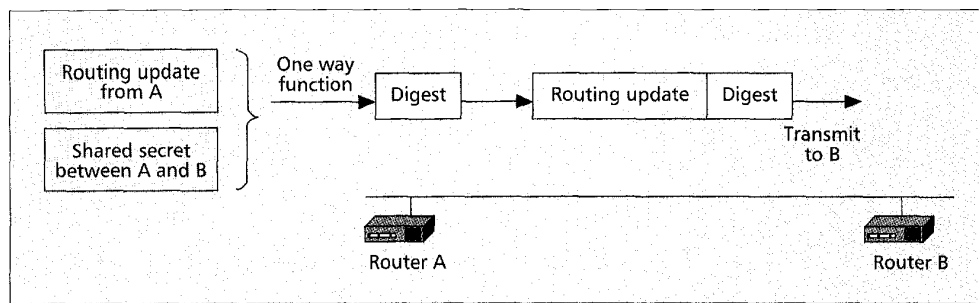 Routing update
from A
Shared secret
between A and B
One way
function
Digest
Routing update
Digest
Transmit
to B
Router A
Router B